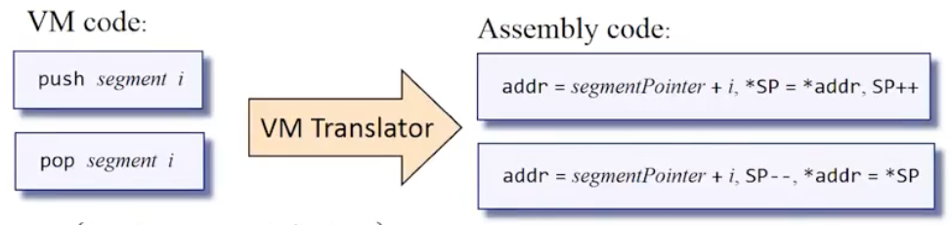 VM code:
Assembly code:
push segment i
addr = segmentPointer + i, *SP = *addr, SP++
VM Translator
pop segment i
addr = segmentPointer + i, SP--, *addr = *SP